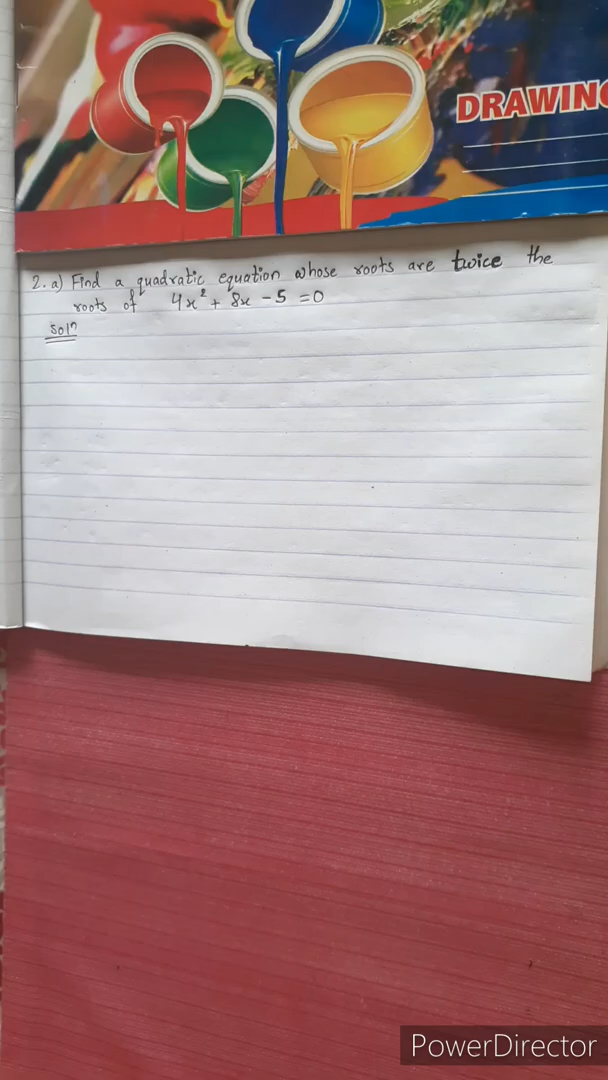 DRAWING
2. a) Find a quadratic equation whose roots are twice the
roots of 4x² + 8x - 5 = 0
Solⁿ
PowerDirector